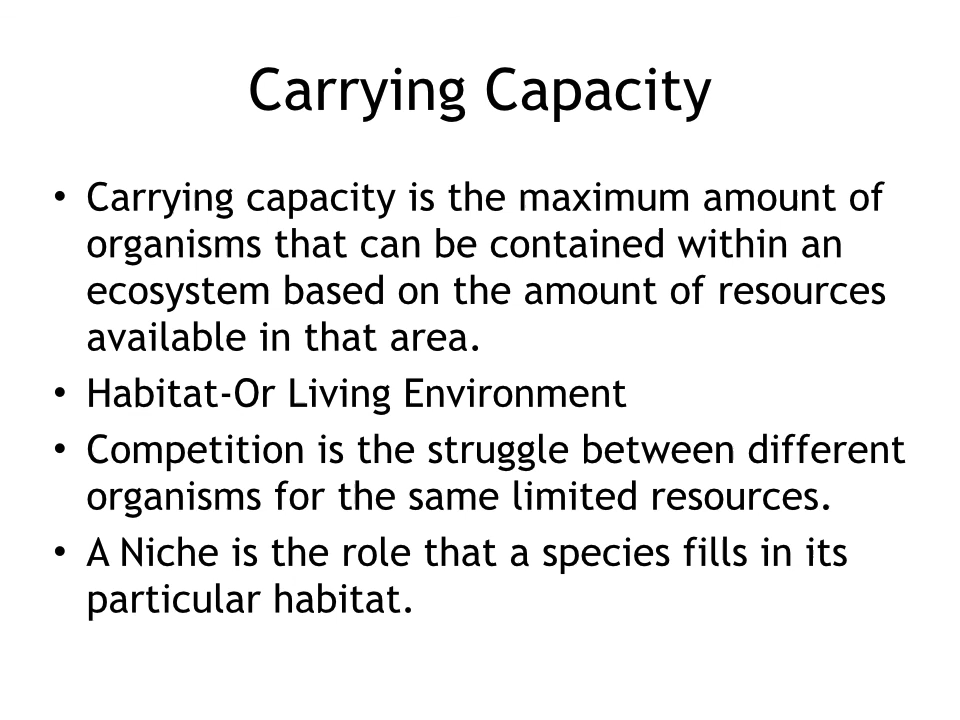 Carrying Capacity
• Carrying capacity is the maximum amount of
organisms that can be contained within an
ecosystem based on the amount of resources
available in that area.
• Habitat-Or Living Environment
• Competition is the struggle between different
organisms for the same limited resources.
• A Niche is the role that a species fills in its
particular habitat.